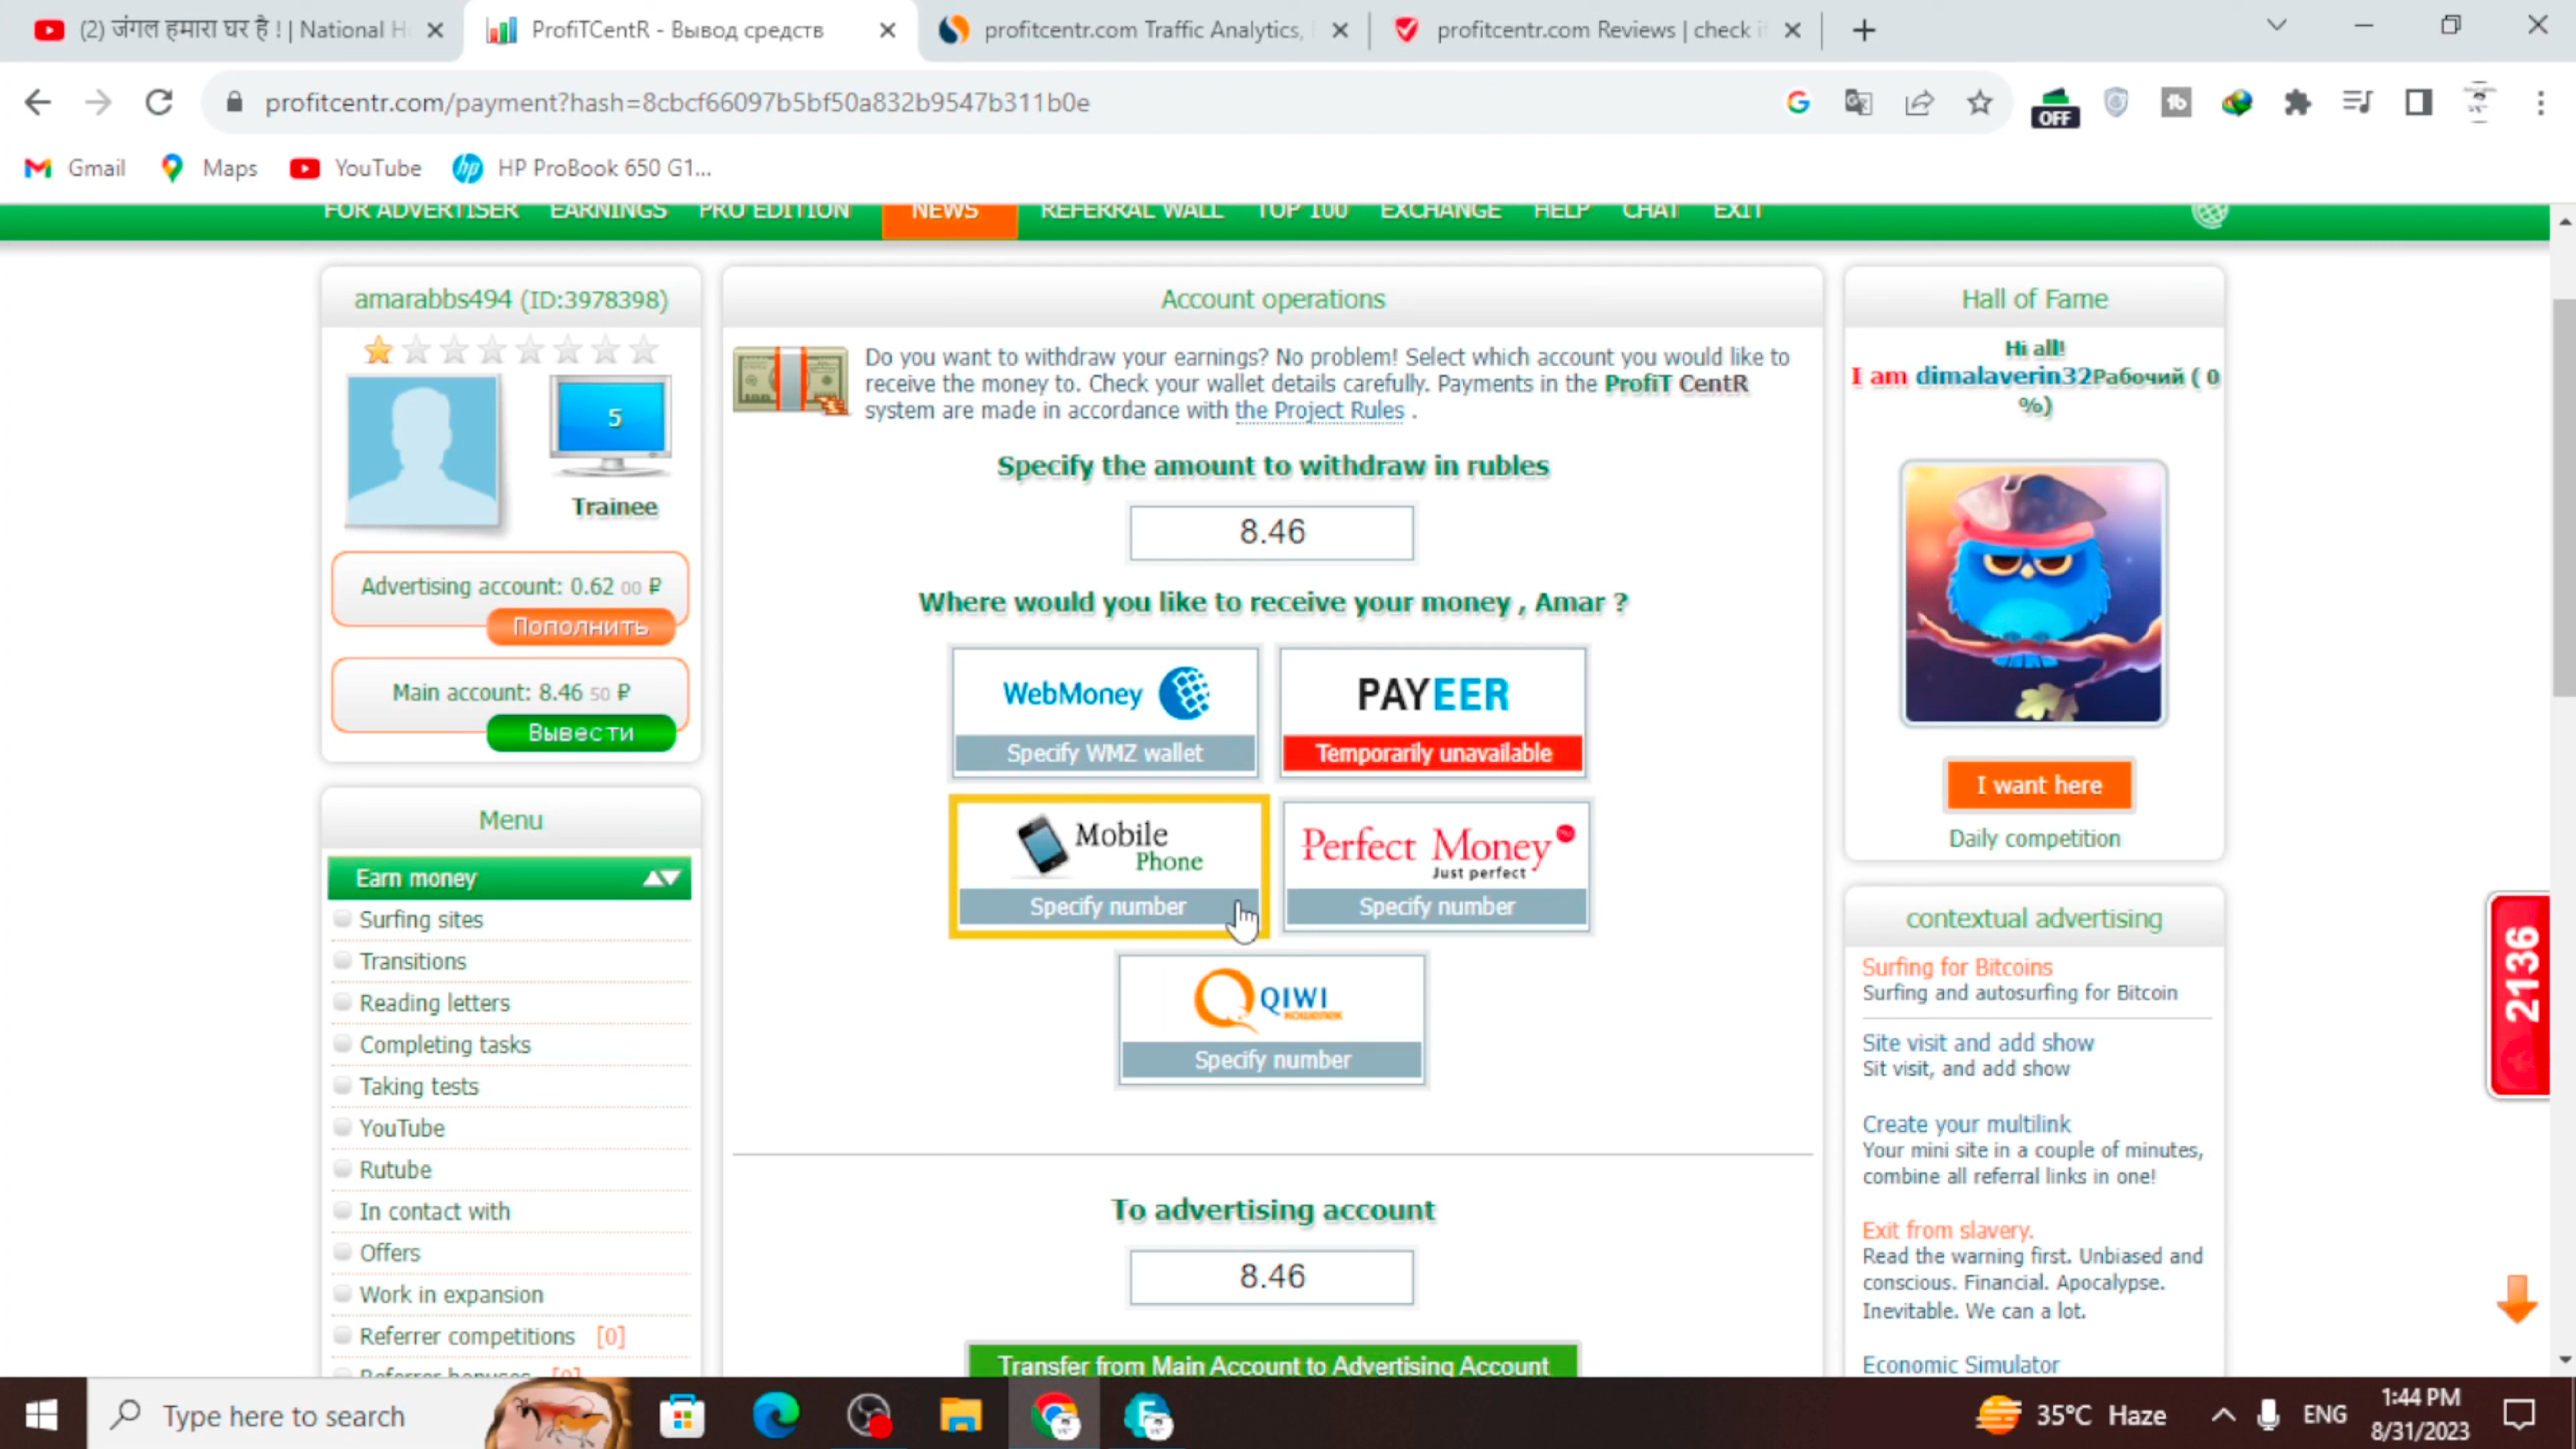 (2) जंगल हमारा घर है ! | National H
ProfiTCentR - Вывод средств
profitcentr.com Traffic Analytics,
profitcentr.com Reviews | check i
profitcentr.com/payment?hash=8cbcf66097b5bf50a832b9547b311b0e
OFF
Gmail
Maps
YouTube
HP ProBook 650 G1...
FOR ADVERTISER EARNINGS PRO EDITION NEWS REFERRAL WALL TOP 100 EXCHANGE HELP CHAT EXIT
amarabbs494 (ID:3978398)
5
Trainee
Advertising account: 0.62 00 ₽
Пополнить
Main account: 8.46 50 ₽
Вывести
Menu
Earn money
Surfing sites
Transitions
Reading letters
Completing tasks
Taking tests
YouTube
Rutube
In contact with
Offers
Work in expansion
Referrer competitions [0]
Referrer bonuses [0]
Account operations
Do you want to withdraw your earnings? No problem! Select which account you would like to
receive the money to. Check your wallet details carefully. Payments in the ProfiT CentR
system are made in accordance with the Project Rules .
Specify the amount to withdraw in rubles
8.46
Where would you like to receive your money , Amar ?
WebMoney
Specify WMZ wallet
PAYEER
Temporarily unavailable
Mobile
Phone
Specify number
Perfect Money
Just perfect
Specify number
QIWI
кошелек
Specify number
To advertising account
8.46
Transfer from Main Account to Advertising Account
Hall of Fame
Hi all!
I am dimalaverin32Рабочий ( 0
%)
I want here
Daily competition
contextual advertising
Surfing for Bitcoins
Surfing and autosurfing for Bitcoin
Site visit and add show
Sit visit, and add show
Create your multilink
Your mini site in a couple of minutes,
combine all referral links in one!
Exit from slavery.
Read the warning first. Unbiased and
conscious. Financial. Apocalypse.
Inevitable. We can a lot.
Economic Simulator
2136
Type here to search
35°C Haze
ENG
1:44 PM
8/31/2023